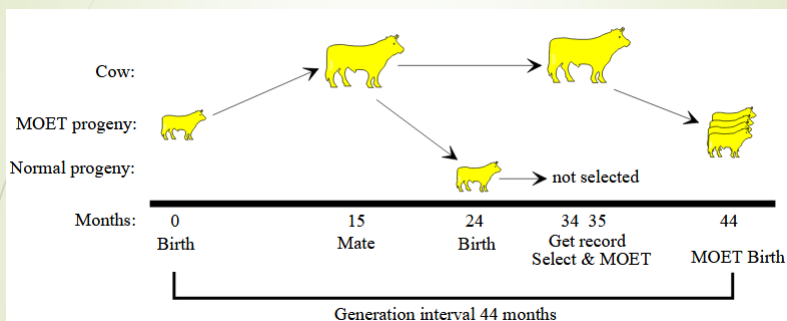 Cow:
MOET progeny:
Normal progeny:
not selected
Months: 0 15 24 34 35 44
Birth Mate Birth Get record MOET Birth
Select & MOET
Generation interval 44 months